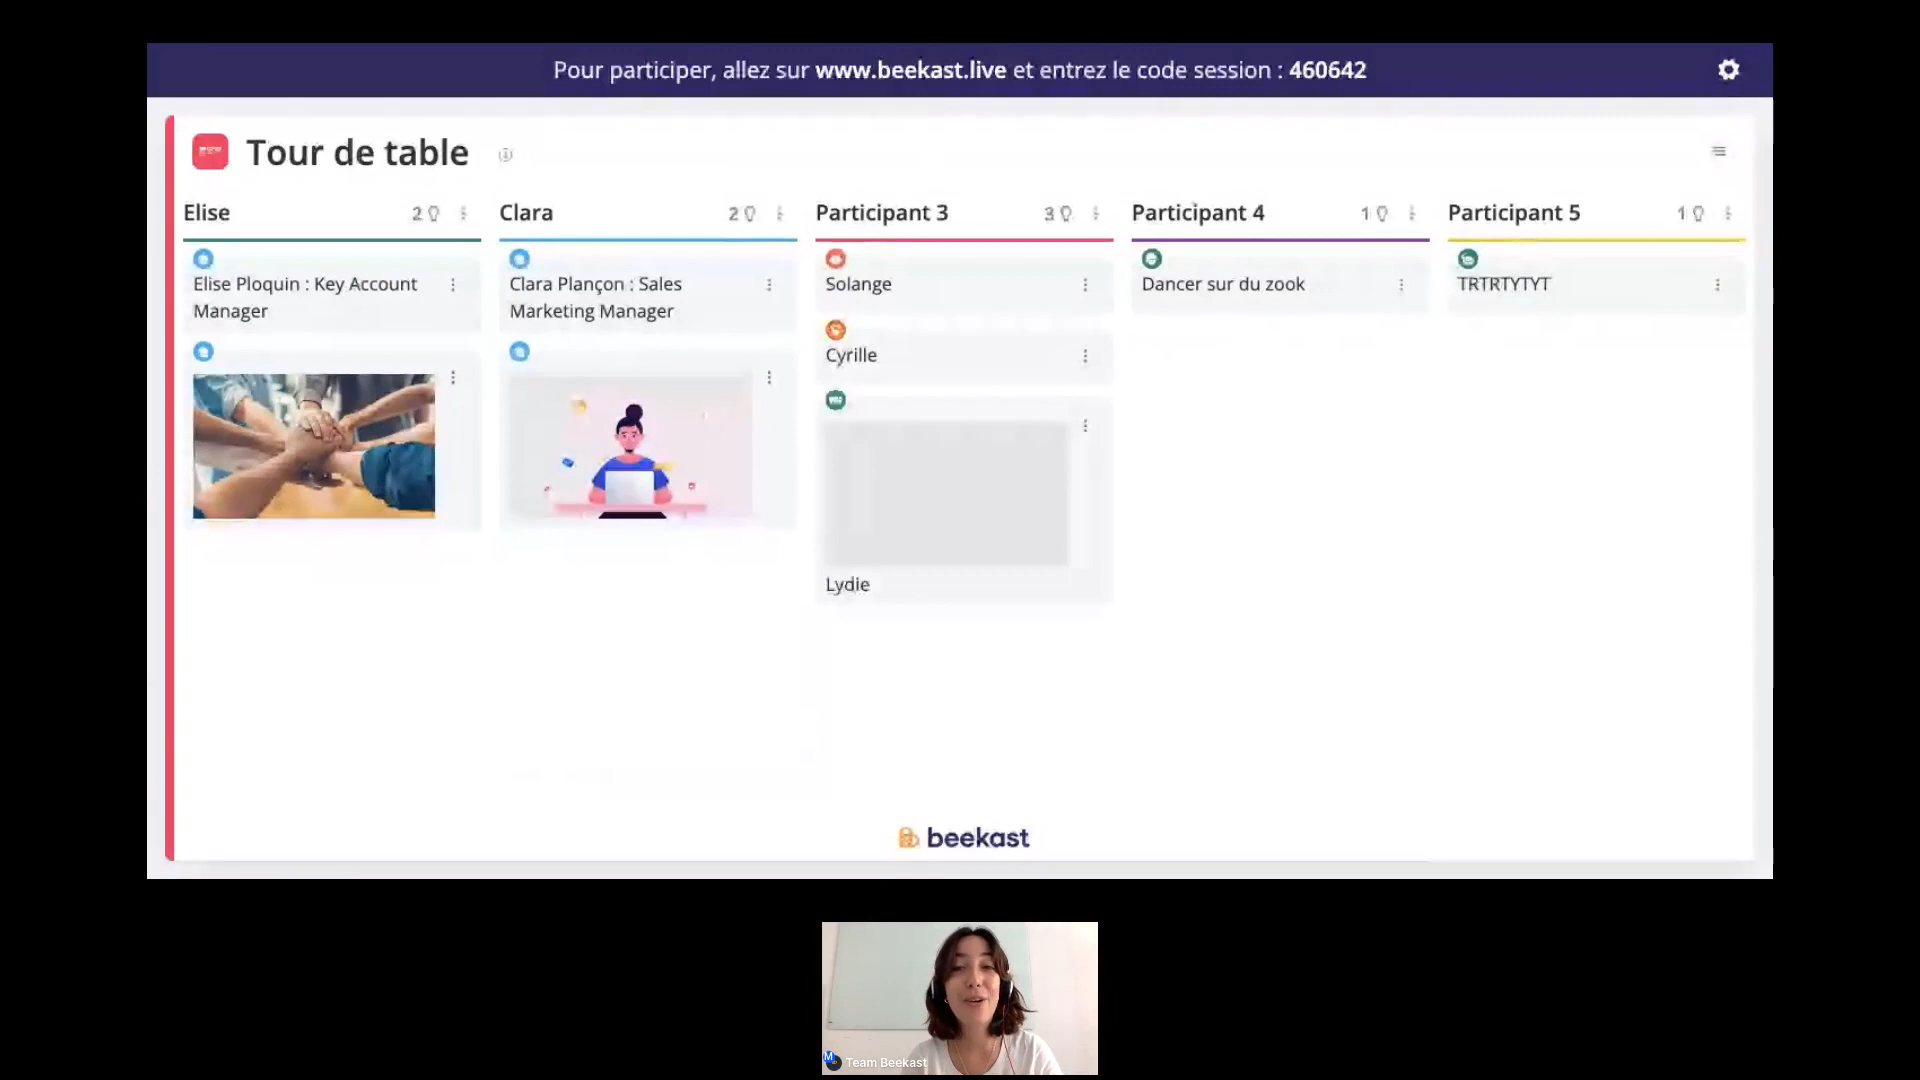 Pour participer, allez sur www.beekast.live et entrez le code session : 460642
Tour de table
Elise
2
Clara
2
Participant 3
3
Participant 4
1
Participant 5
1
Elise Ploquin : Key Account
Manager
Clara Plançon : Sales
Marketing Manager
Solange
Cyrille
Lydie
Dancer sur du zook
TRTRTYTYT
beekast
M
Team Beekast